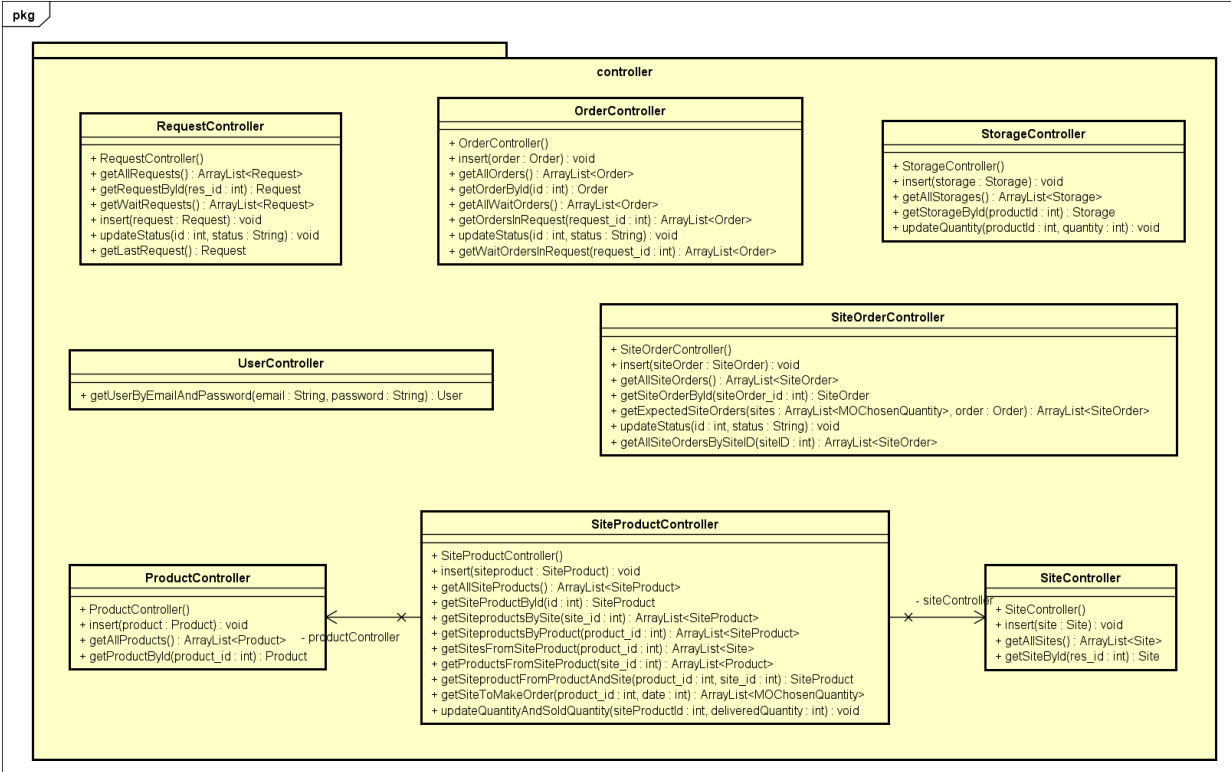 pkg
controller
RequestController
+ RequestController()
+ getAllRequests() : ArrayList<Request>
+ getRequestById(res_id : int) : Request
+ getWaitRequests() : ArrayList<Request>
+ insert(request : Request) : void
+ updateStatus(id : int, status : String) : void
+ getLastRequest() : Request
OrderController
+ OrderController()
+ insert(order : Order) : void
+ getAllOrders() : ArrayList<Order>
+ getOrderById(id : int) : Order
+ getAllWaitOrders() : ArrayList<Order>
+ getOrdersInRequest(request_id : int) : ArrayList<Order>
+ updateStatus(id : int, status : String) : void
+ getWaitOrdersInRequest(request_id : int) : ArrayList<Order>
StorageController
+ StorageController()
+ insert(storage : Storage) : void
+ getAllStorages() : ArrayList<Storage>
+ getStorageById(productId : int) : Storage
+ updateQuantity(productId : int, quantity : int) : void
UserController
+ getUserByEmailAndPassword(email : String, password : String) : User
SiteOrderController
+ SiteOrderController()
+ insert(siteOrder : SiteOrder) : void
+ getAllSiteOrders() : ArrayList<SiteOrder>
+ getSiteOrderById(siteOrder_id : int) : SiteOrder
+ getExpectedSiteOrders(sites : ArrayList<MOChosenQuantity>, order : Order) : ArrayList<SiteOrder>
+ updateStatus(id : int, status : String) : void
+ getAllSiteOrdersBySiteID(siteID : int) : ArrayList<SiteOrder>
ProductController
+ ProductController()
+ insert(product : Product) : void
+ getAllProducts() : ArrayList<Product>
+ getProductById(product_id : int) : Product
- productController
SiteProductController
+ SiteProductController()
+ insert(siteproduct : SiteProduct) : void
+ getAllSiteProducts() : ArrayList<SiteProduct>
+ getSiteProductById(id : int) : SiteProduct
+ getSiteproductsBySite(site_id : int) : ArrayList<SiteProduct>
+ getSiteproductsByProduct(product_id : int) : ArrayList<SiteProduct>
+ getSitesFromSiteProduct(product_id : int) : ArrayList<Site>
+ getProductsFromSiteProduct(site_id : int) : ArrayList<Product>
+ getSiteproductFromProductAndSite(product_id : int, site_id : int) : SiteProduct
+ getSiteToMakeOrder(product_id : int, date : int) : ArrayList<MOChosenQuantity>
+ updateQuantityAndSoldQuantity(siteProductId : int, deliveredQuantity : int) : void
- siteController
SiteController
+ SiteController()
+ insert(site : Site) : void
+ getAllSites() : ArrayList<Site>
+ getSiteById(res_id : int) : Site